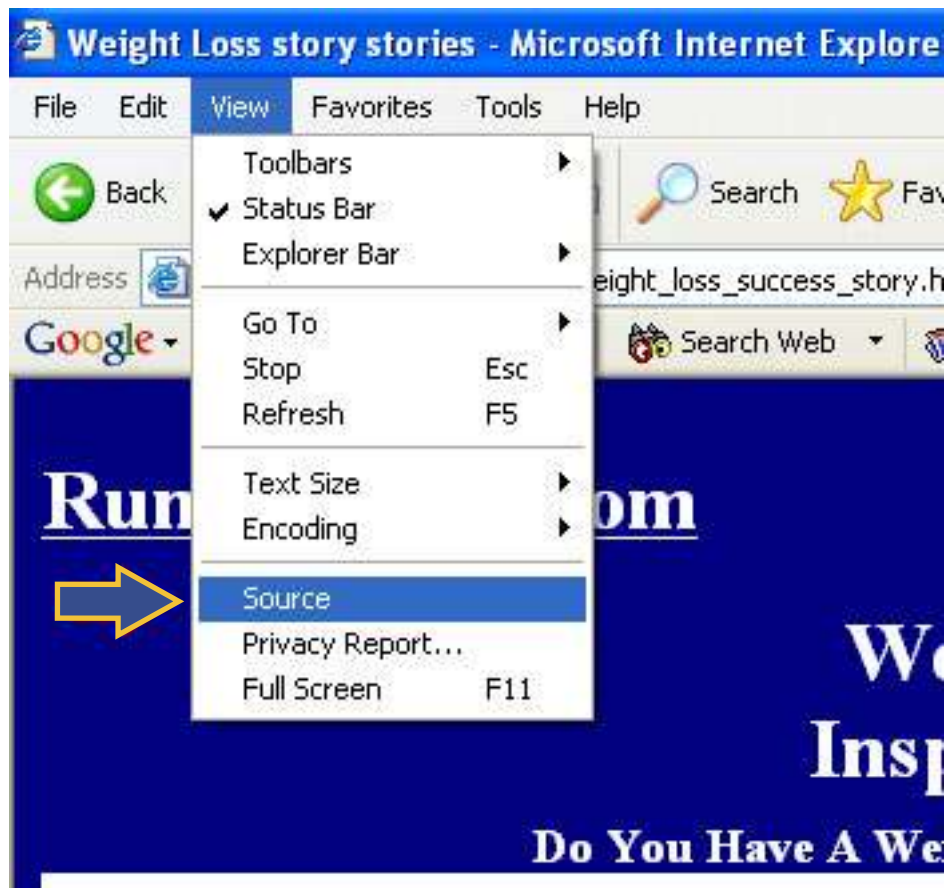 Weight Loss story stories - Microsoft Internet Explore
File Edit View Favorites Tools Help
Back Search Fav
Toolbars
Status Bar
Explorer Bar
Address eight_loss_success_story.h
Google Search Web
Go To
Stop Esc
Refresh F5
Text Size
Encoding
Run om
Source
Privacy Report...
Full Screen F11
We
Insp
Do You Have A We